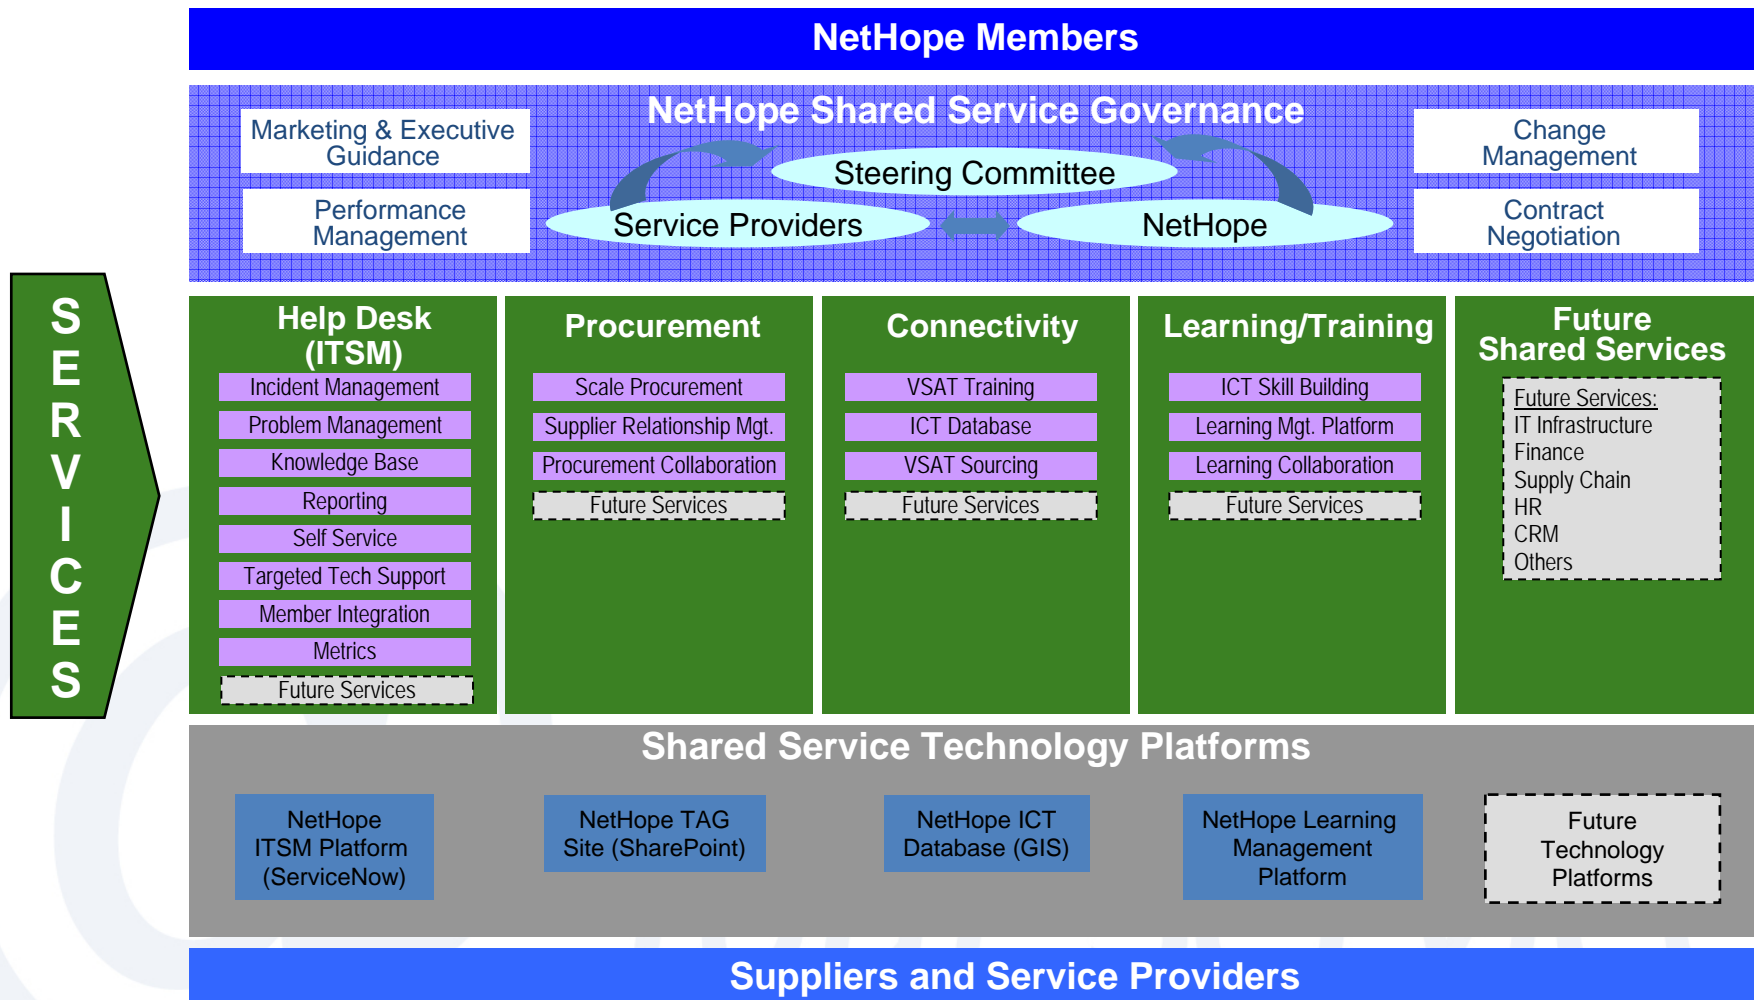 NetHope Members
NetHope Shared Service Governance
Marketing & Executive
Guidance
Performance
Management
Steering Committee
Service Providers
NetHope
Change
Management
Contract
Negotiation
S
E
R
V
I
C
E
S
Help Desk
(ITSM)
Incident Management
Problem Management
Knowledge Base
Reporting
Self Service
Targeted Tech Support
Member Integration
Metrics
Future Services
Procurement
Scale Procurement
Supplier Relationship Mgt.
Procurement Collaboration
Future Services
Connectivity
VSAT Training
ICT Database
VSAT Sourcing
Future Services
Learning/Training
ICT Skill Building
Learning Mgt. Platform
Learning Collaboration
Future Services
Future
Shared Services
Future Services:
IT Infrastructure
Finance
Supply Chain
HR
CRM
Others
Shared Service Technology Platforms
NetHope
ITSM Platform
(ServiceNow)
NetHope TAG
Site (SharePoint)
NetHope ICT
Database (GIS)
NetHope Learning
Management
Platform
Future
Technology
Platforms
Suppliers and Service Providers